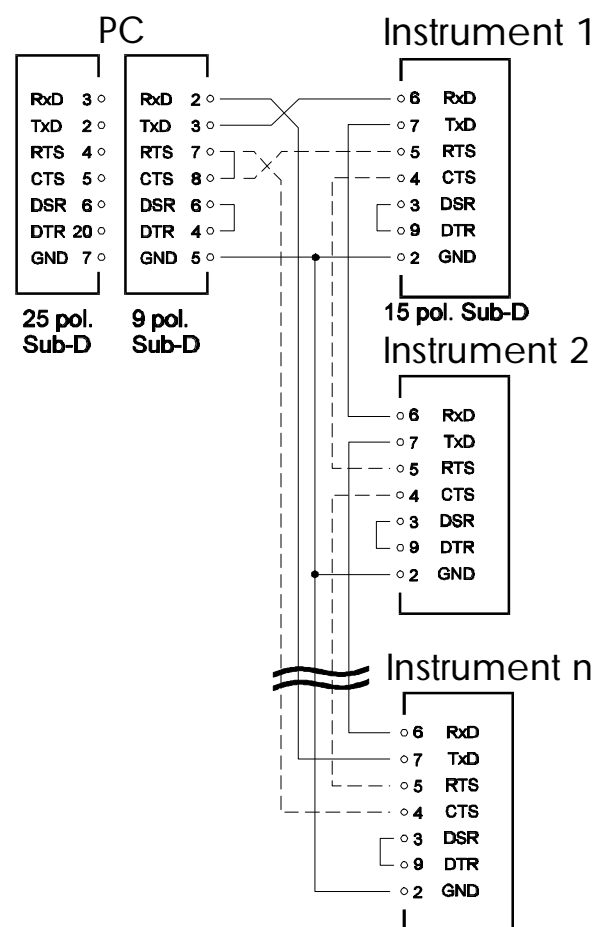 PC
RxD 3
TxD 2
RTS 4
CTS 5
DSR 6
DTR 20
GND 7
25 pol.
Sub-D
RxD 2
TxD 3
RTS 7
CTS 8
DSR 6
DTR 4
GND 5
9 pol.
Sub-D
Instrument 1
6 RxD
7 TxD
5 RTS
4 CTS
3 DSR
9 DTR
2 GND
15 pol. Sub-D
Instrument 2
6 RxD
7 TxD
5 RTS
4 CTS
3 DSR
9 DTR
2 GND
Instrument n
6 RxD
7 TxD
5 RTS
4 CTS
3 DSR
9 DTR
2 GND